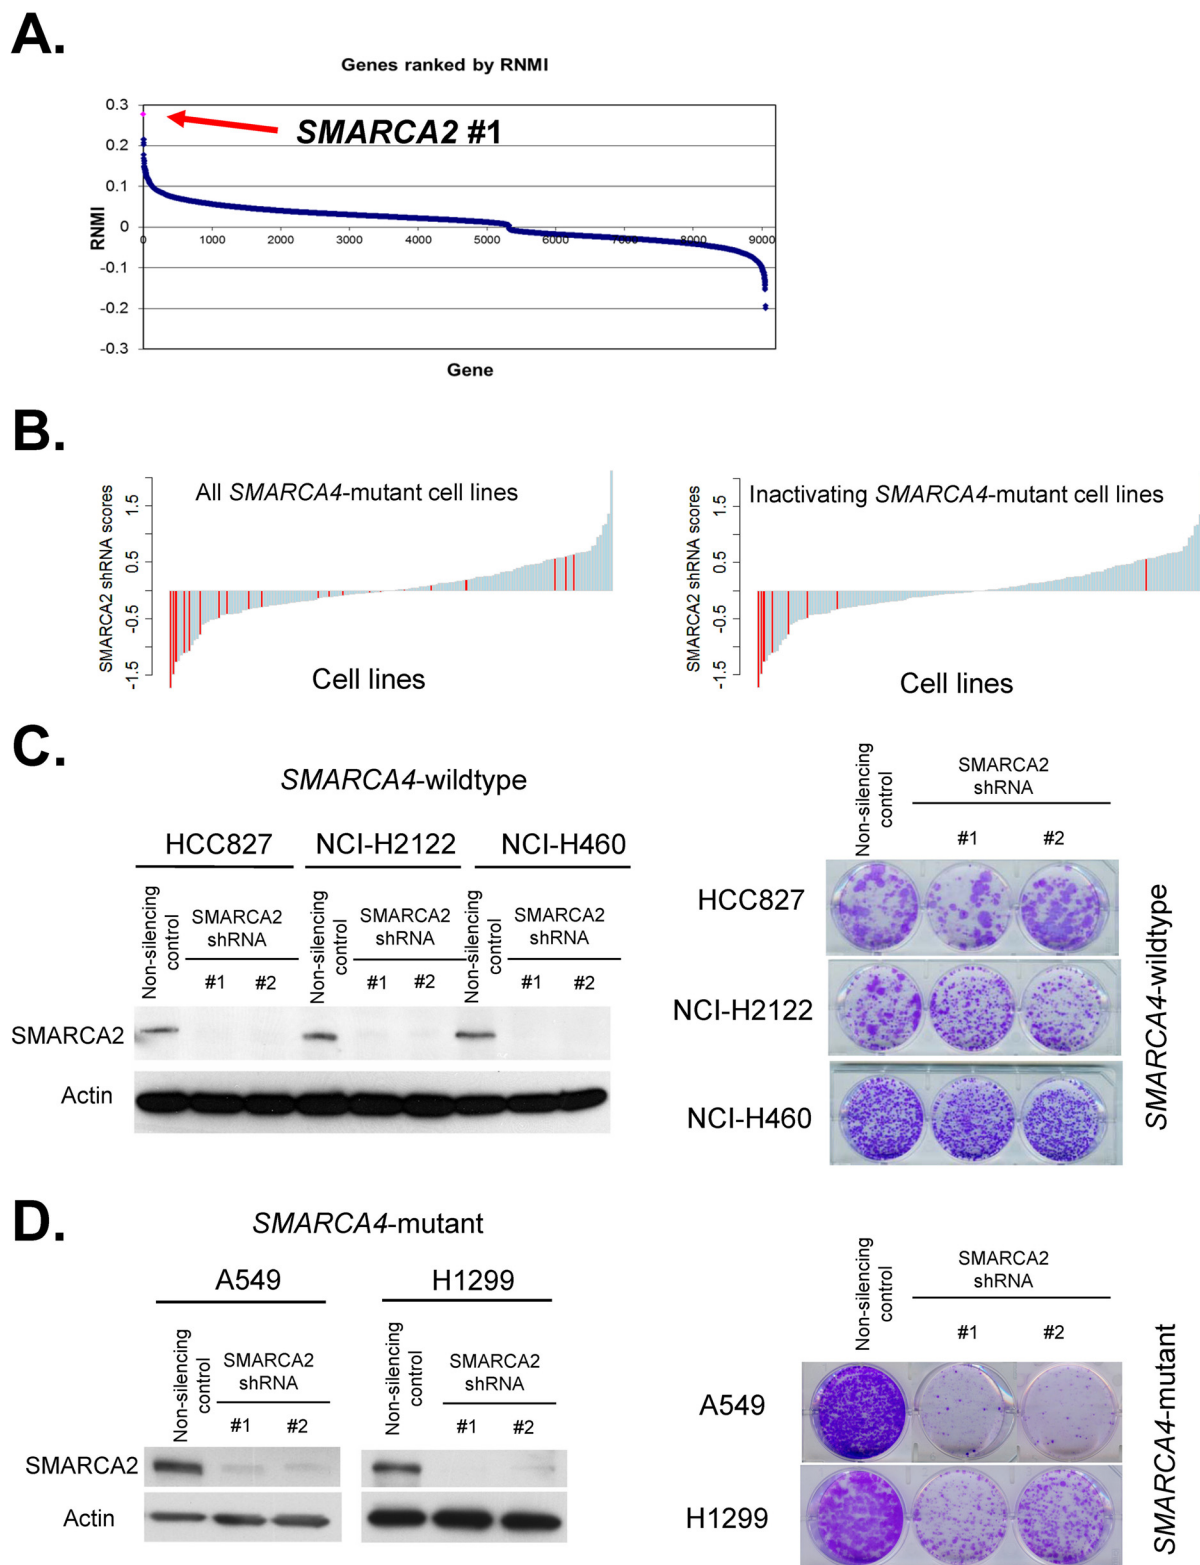 A.
Genes ranked by RNMI
0.3
0.2
0.1
0
-0.1
-0.2
-0.3
RNMI
SMARCA2 #1
0 1000 2000 3000 4000 5000 6000 7000 8000 9000
Gene
B.
SMARCA2 shRNA scores
1.5
0.5
-0.5
-1.5
All SMARCA4-mutant cell lines
Cell lines
SMARCA2 shRNA scores
1.5
0.5
-0.5
-1.5
Inactivating SMARCA4-mutant cell lines
Cell lines
C.
SMARCA4-wildtype
HCC827 NCI-H2122 NCI-H460
Non-silencing
control
SMARCA2
shRNA
#1 #2
Non-silencing
control
SMARCA2
shRNA
#1 #2
Non-silencing
control
SMARCA2
shRNA
#1 #2
SMARCA2
Actin
Non-silencing
control
SMARCA2
shRNA
#1 #2
HCC827
NCI-H2122
NCI-H460
SMARCA4-wildtype
D.
SMARCA4-mutant
A549 H1299
Non-silencing
control
SMARCA2
shRNA
#1 #2
Non-silencing
control
SMARCA2
shRNA
#1 #2
SMARCA2
Actin
Non-silencing
control
SMARCA2
shRNA
#1 #2
A549
H1299
SMARCA4-mutant